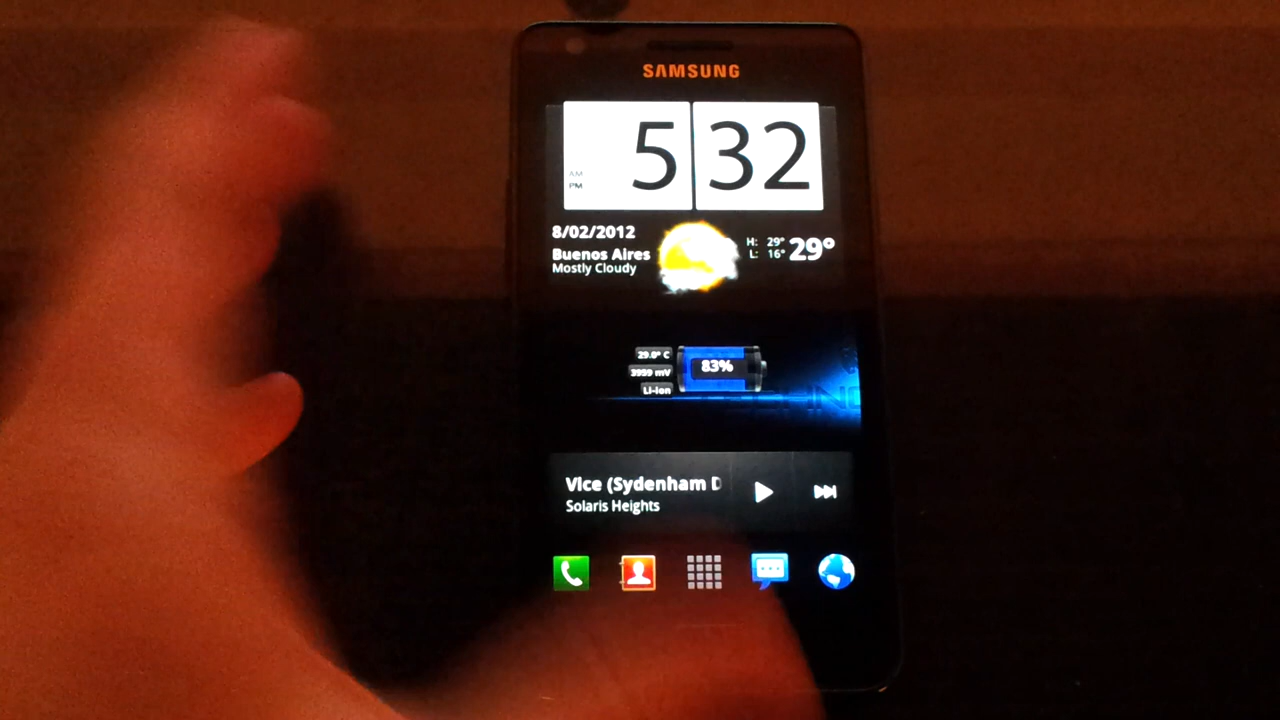 SAMSUNG
5 32
AM
PM
8/02/2012
Buenos Aires
Mostly Cloudy
H: 29°
L: 16°
29°
29.0° C
3959 mV
Li-ion
83%
Vice (Sydenham D
Solaris Heights